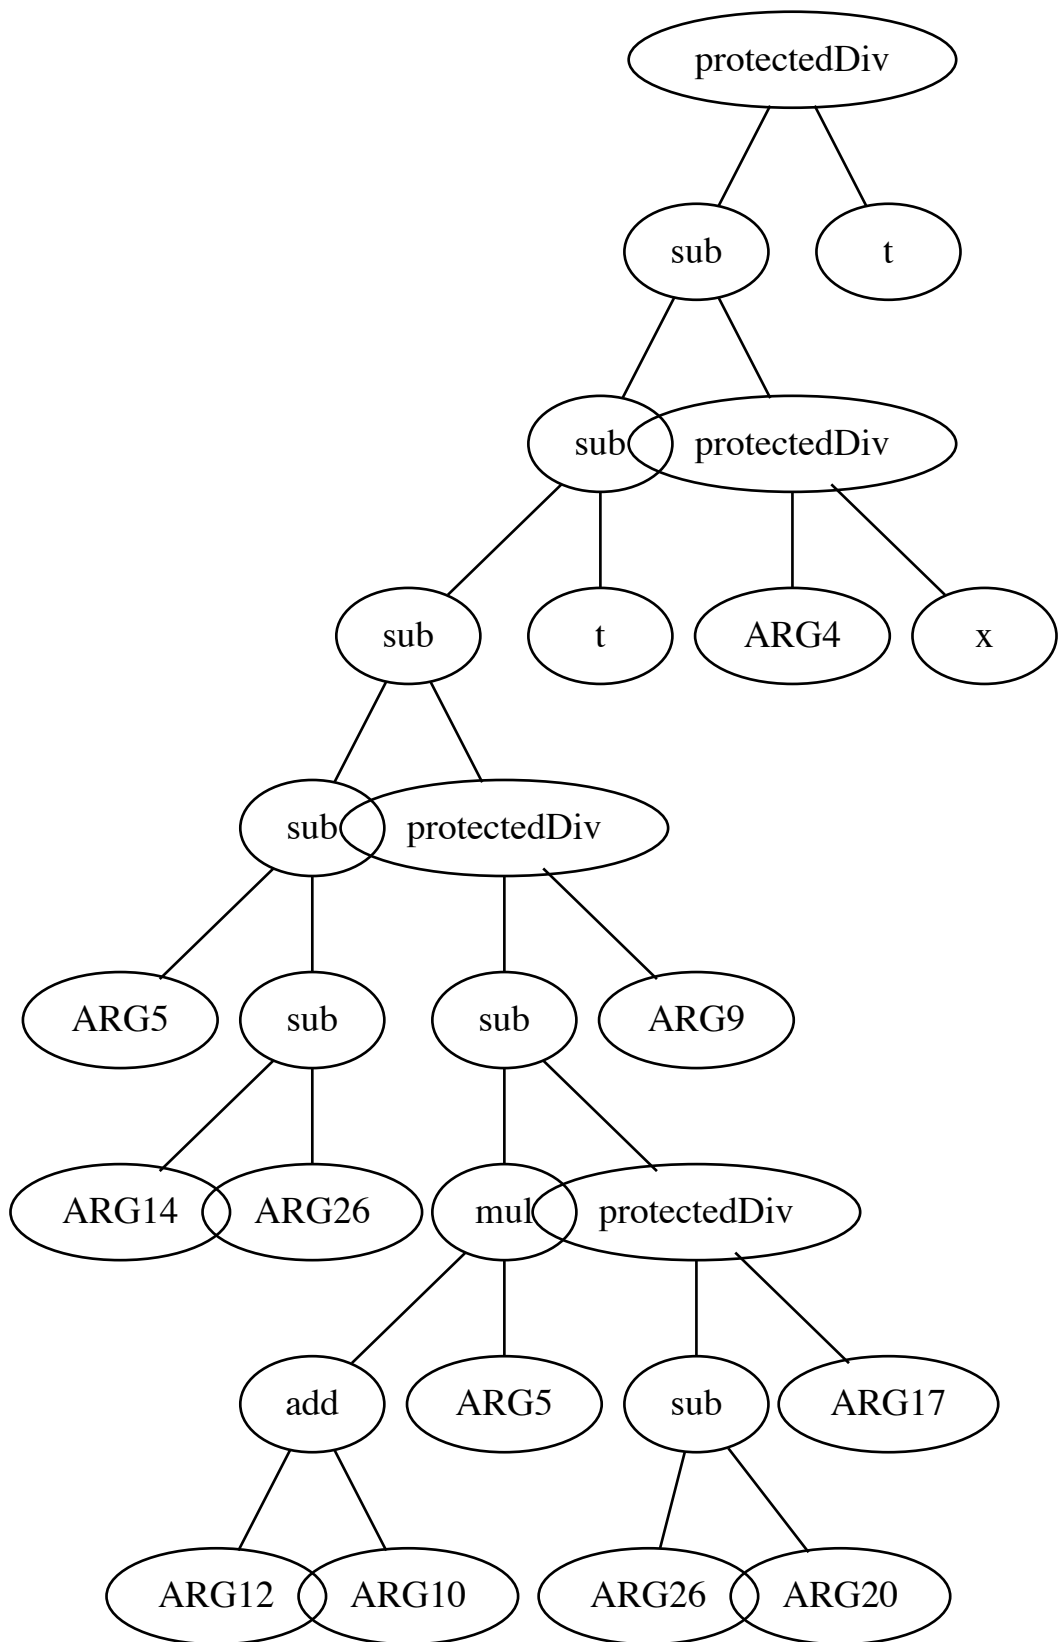 protectedDiv
sub t
sub protectedDiv
sub t ARG4 x
sub protectedDiv
ARG5 sub sub ARG9
ARG14 ARG26 mul protectedDiv
add ARG5 sub ARG17
ARG12 ARG10 ARG26 ARG20